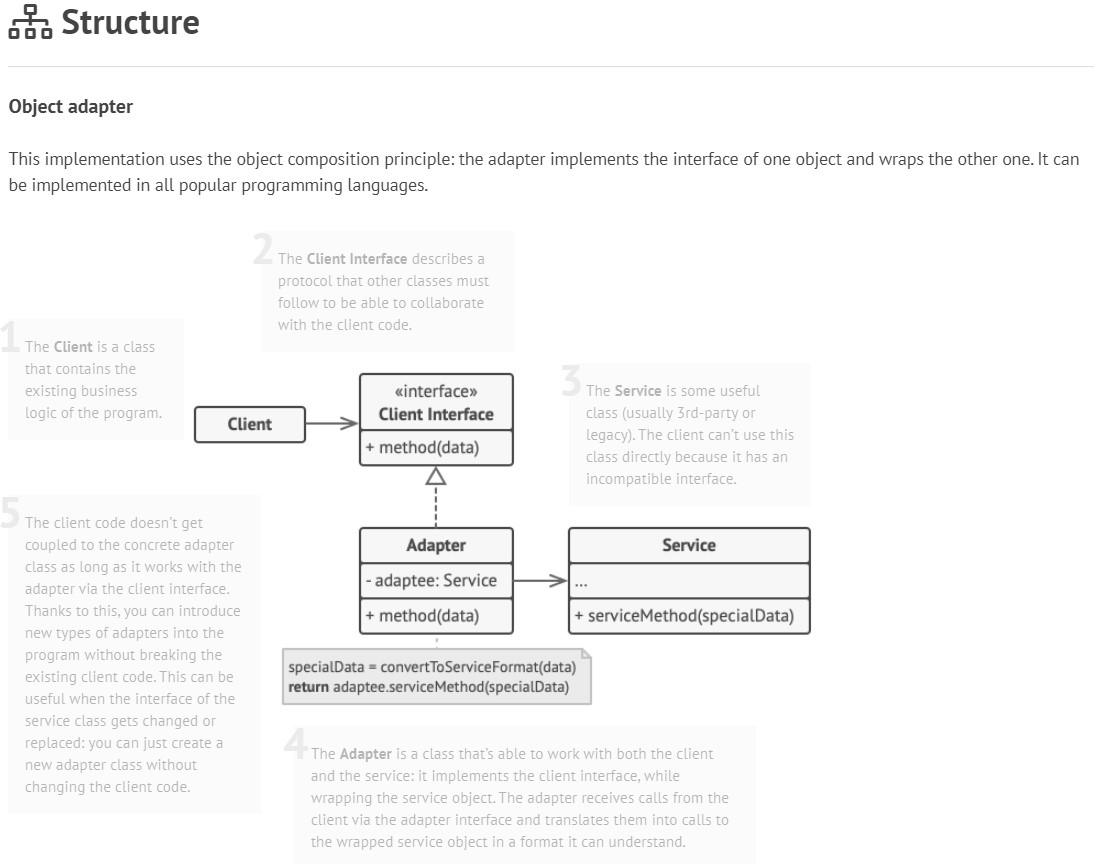 Structure
Object adapter
This implementation uses the object composition principle: the adapter implements the interface of one object and wraps the other one. It can
be implemented in all popular programming languages.
1
The Client is a class
that contains the
existing business
logic of the program.
2
The Client Interface describes a
protocol that other classes must
follow to be able to collaborate
with the client code.
Client
«interface»
Client Interface
+ method(data)
3
The Service is some useful
class (usually 3rd-party or
legacy). The client can't use this
class directly because it has an
incompatible interface.
Adapter
- adaptee: Service
+ method(data)
Service
...
+ serviceMethod(specialData)
specialData = convertToServiceFormat(data)
return adaptee.serviceMethod(specialData)
4
The Adapter is a class that's able to work with both the client
and the service: it implements the client interface, while
wrapping the service object. The adapter receives calls from the
client via the adapter interface and translates them into calls to
the wrapped service object in a format it can understand.
5
The client code doesn't get
coupled to the concrete adapter
class as long as it works with the
adapter via the client interface.
Thanks to this, you can introduce
new types of adapters into the
program without breaking the
existing client code. This can be
useful when the interface of the
service class gets changed or
replaced: you can just create a
new adapter class without
changing the client code.